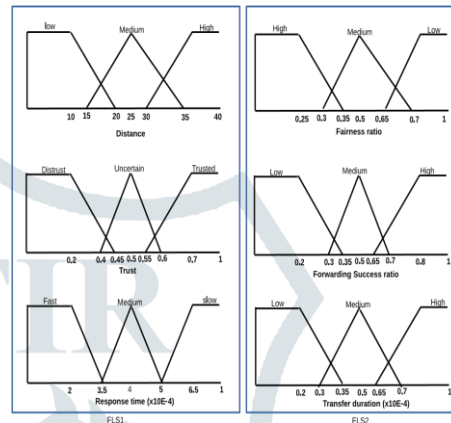 low Medium High
10 15 20 25 30 35 40
Distance
Distrust Uncertain Trusted
0.2 0.4 0.45 0.5 0,55 0.6 0,7 1
Trust
Fast Medium slow
2 3.5 4 5 6.5 1
Response time (x10E-4)
FLS1
High Medium Low
0,25 0.3 0.35 0.5 0.65 0.7 1
Fairness ratio
Low Medium High
0.2 0.3 0.35 0.5 0,65 0.7 0.8 1
Forwarding Success ratio
Low Medium High
0.2 0.3 0.35 0.5 0.65 0.7 1
Transfer duration (x10E-4)
FLS2
TIR